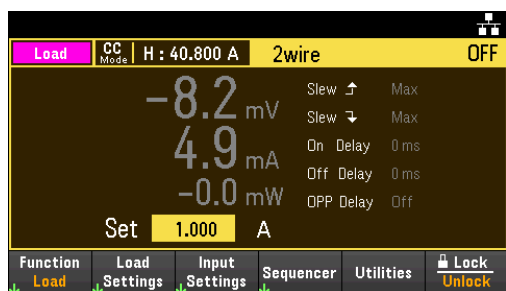 Load CC Mode H : 40.800 A 2wire OFF
-8.2 mV
4.9 mA
-0.0 mW
Slew Max
Slew Max
On Delay 0 ms
Off Delay 0 ms
OPP Delay Off
Set 1.000 A
Function Load
Load Settings
Input Settings
Sequencer
Utilities
Lock Unlock